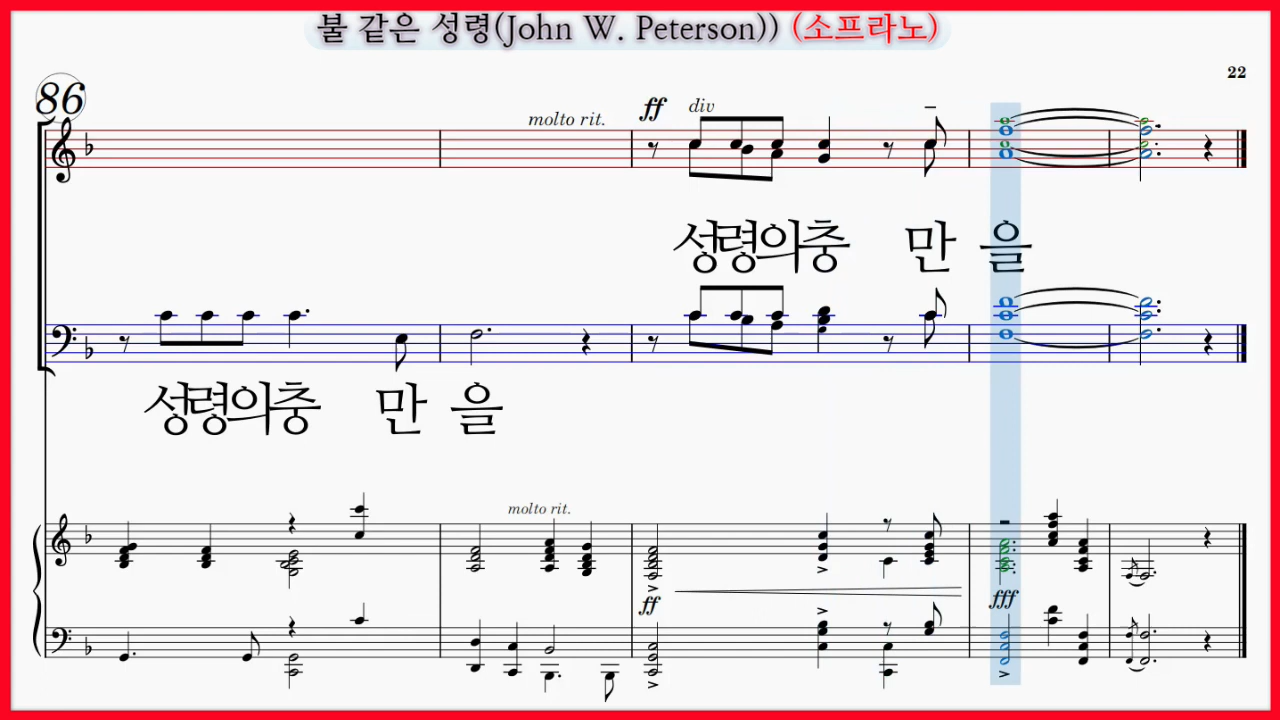 불 같은 성령(John W. Peterson)) (소프라노)
22
86
molto rit.
ff div
성령의충 만 을
성령의충 만 을
molto rit.
ff
fff